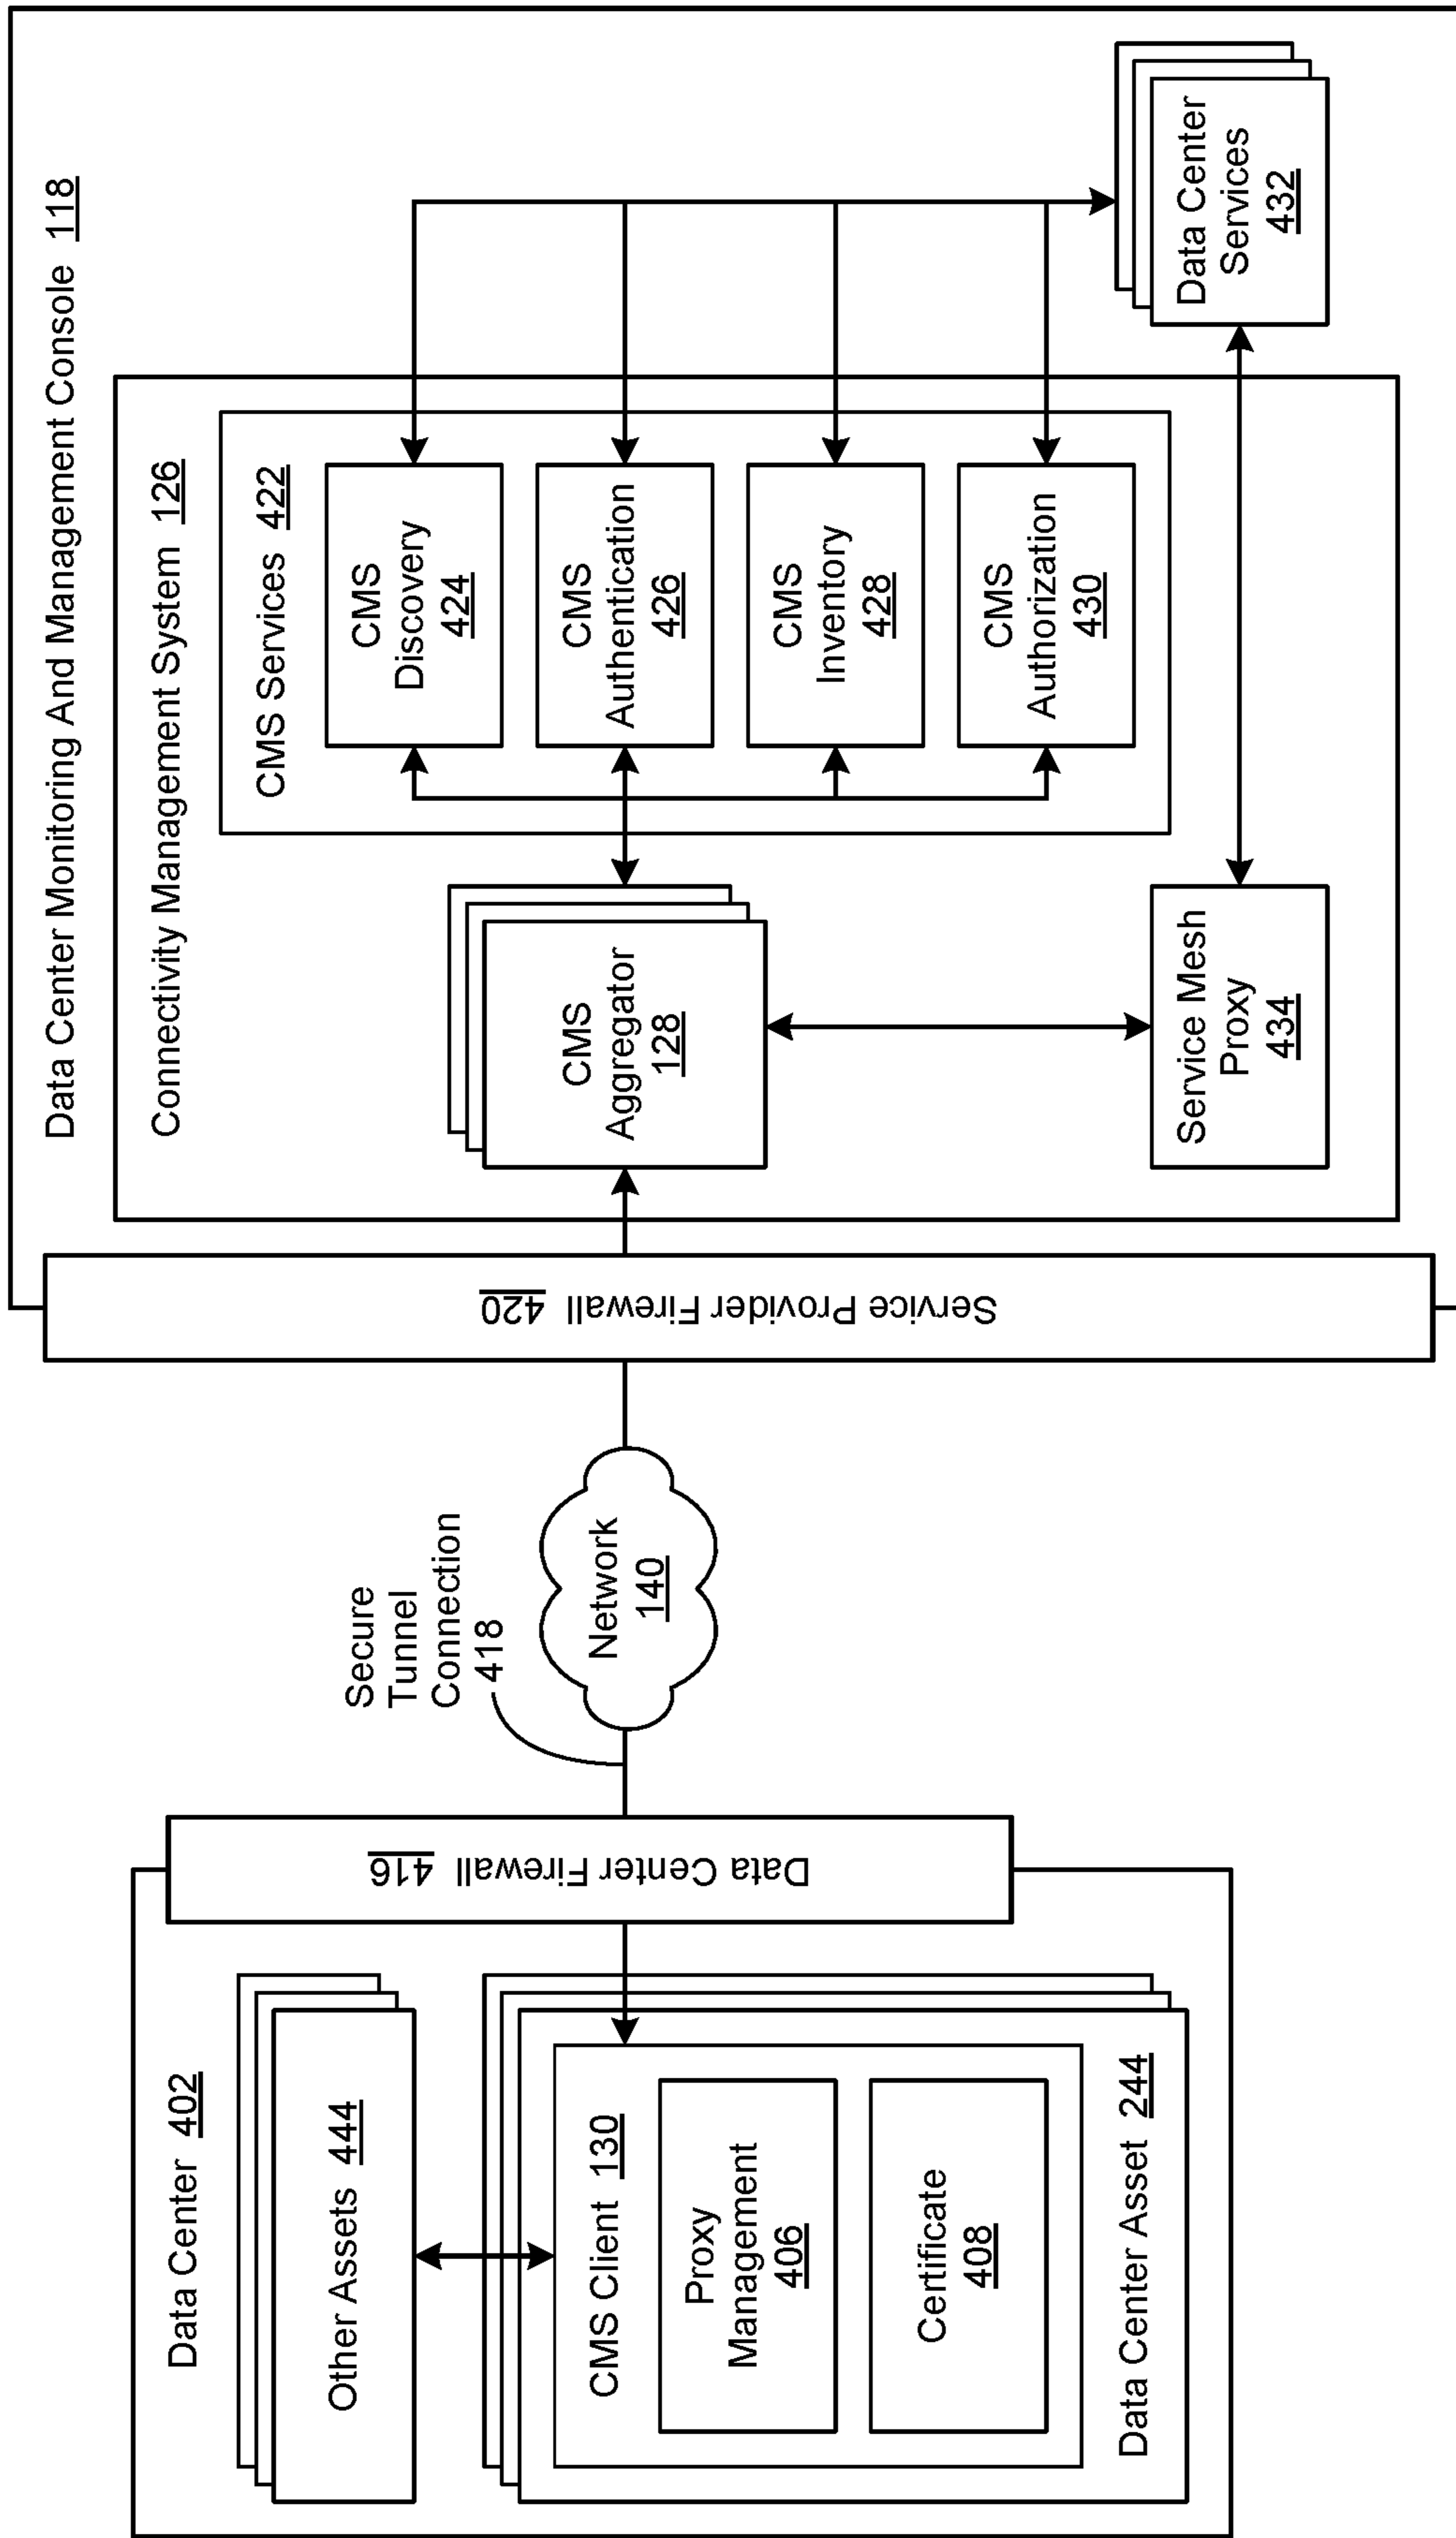 Data Center 402
Other Assets 444
CMS Client 130
Proxy
Management
406
Certificate
408
Data Center Asset 244
Data Center Firewall 416
Secure
Tunnel
Connection
418
Network
140
Service Provider Firewall 420
Data Center Monitoring And Management Console 118
Connectivity Management System 126
CMS Services 422
CMS
Aggregator
128
CMS
Discovery
424
CMS
Authentication
426
CMS
Inventory
428
CMS
Authorization
430
Service Mesh
Proxy
434
Data Center
Services
432